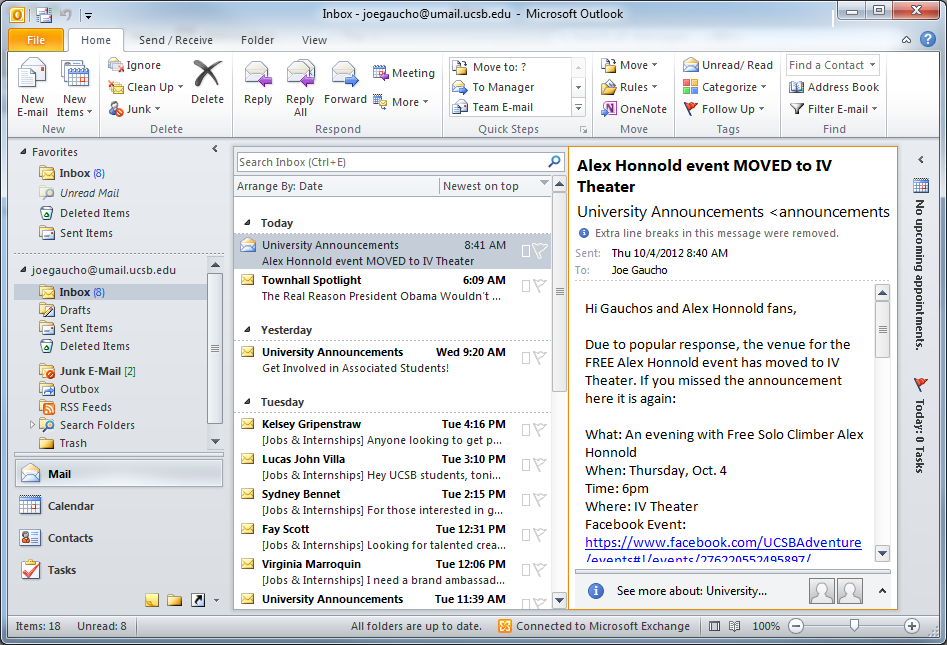 Inbox - joegaucho@umail.ucsb.edu - Microsoft Outlook
File Home Send / Receive Folder View
New E-mail
New Items
New
Ignore
Clean Up
Junk
Delete
Delete
Reply
Reply All
Forward
Meeting
More
Respond
Move to: ?
To Manager
Team E-mail
Quick Steps
Move
Rules
OneNote
Move
Unread/ Read
Categorize
Follow Up
Tags
Find a Contact
Address Book
Filter E-mail
Find
Favorites
Inbox (8)
Unread Mail
Deleted Items
Sent Items
joegaucho@umail.ucsb.edu
Inbox (8)
Drafts
Sent Items
Deleted Items
Junk E-Mail [2]
Outbox
RSS Feeds
Search Folders
Trash
Mail
Calendar
Contacts
Tasks
Search Inbox (Ctrl+E)
Arrange By: Date Newest on top
Today
University Announcements 8:41 AM
Alex Honnold event MOVED to IV Theater
Townhall Spotlight 6:09 AM
The Real Reason President Obama Wouldn't ...
Yesterday
University Announcements Wed 9:20 AM
Get Involved in Associated Students!
Tuesday
Kelsey Gripenstraw Tue 4:16 PM
[Jobs & Internships] Anyone looking to get p...
Lucas John Villa Tue 3:10 PM
[Jobs & Internships] Hey UCSB students, toni...
Sydney Bennet Tue 2:15 PM
[Jobs & Internships] For those interested in g...
Fay Scott Tue 12:31 PM
[Jobs & Internships] Looking for talented crea...
Virginia Marroquin Tue 12:06 PM
[Jobs & Internships] I need a brand ambassad...
University Announcements Tue 11:39 AM
Alex Honnold event MOVED to IV
Theater
University Announcements <announcements
Extra line breaks in this message were removed.
Sent: Thu 10/4/2012 8:40 AM
To: Joe Gaucho
Hi Gauchos and Alex Honnold fans,
Due to popular response, the venue for the
FREE Alex Honnold event has moved to IV
Theater. If you missed the announcement
here it is again:
What: An evening with Free Solo Climber Alex
Honnold
When: Thursday, Oct. 4
Time: 6pm
Where: IV Theater
Facebook Event:
https://www.facebook.com/UCSBAdventure
/events#!/events/276220552495897/
See more about: University...
No upcoming appointments.
Today: 0 Tasks
Items: 18 Unread: 8 All folders are up to date. Connected to Microsoft Exchange 100%